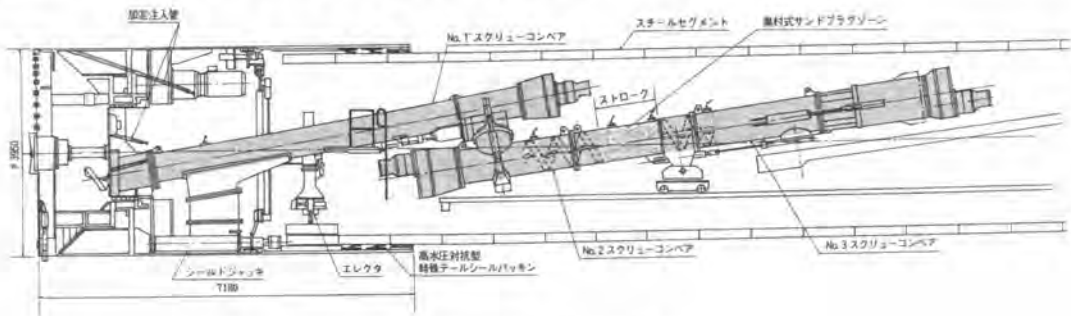 加泥注入管
No.1 スクリューコンベア
スチールセグメント
奥村式サンドプラグゾーン
ストローク
φ3950
シールドジャッキ
エレクタ
高水圧対抗型
特殊テールシールパッキン
No.2スクリューコンベア
No.3スクリューコンベア
7180